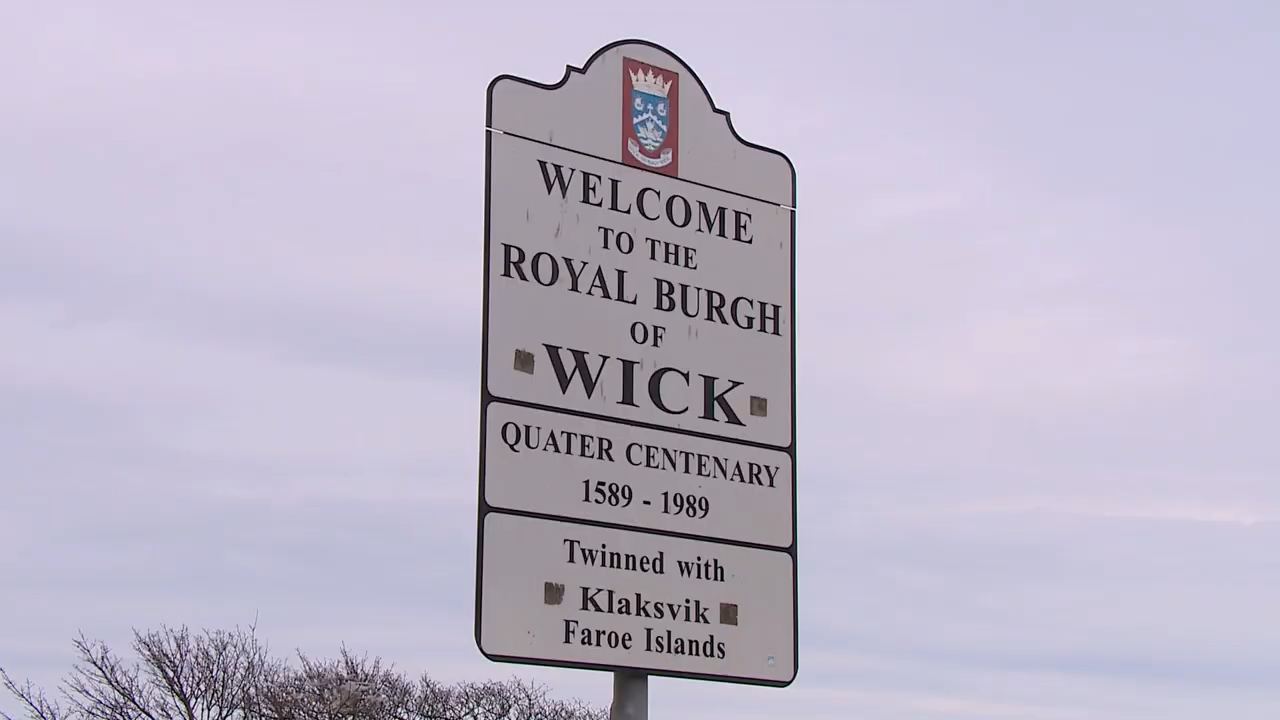 WELCOME
TO THE
ROYAL BURGH
OF
WICK
QUATER CENTENARY
1589 - 1989
Twinned with
Klaksvik
Faroe Islands